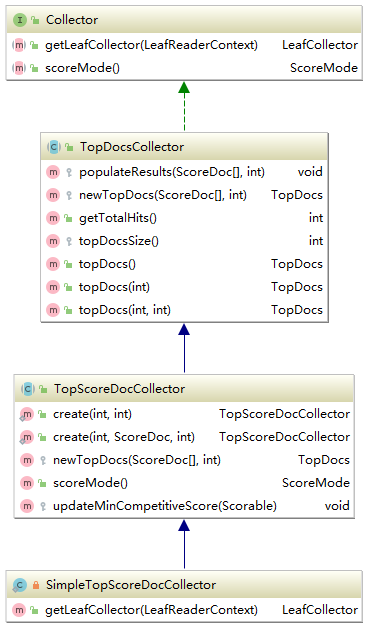 I Collector
m getLeafCollector(LeafReaderContext) LeafCollector
m scoreMode() ScoreMode
C TopDocsCollector
m populateResults(ScoreDoc[], int) void
m newTopDocs(ScoreDoc[], int) TopDocs
m getTotalHits() int
m topDocsSize() int
m topDocs() TopDocs
m topDocs(int) TopDocs
m topDocs(int, int) TopDocs
C TopScoreDocCollector
m create(int, int) TopScoreDocCollector
m create(int, ScoreDoc, int) TopScoreDocCollector
m newTopDocs(ScoreDoc[], int) TopDocs
m scoreMode() ScoreMode
m updateMinCompetitiveScore(Scorable) void
C SimpleTopScoreDocCollector
m getLeafCollector(LeafReaderContext) LeafCollector